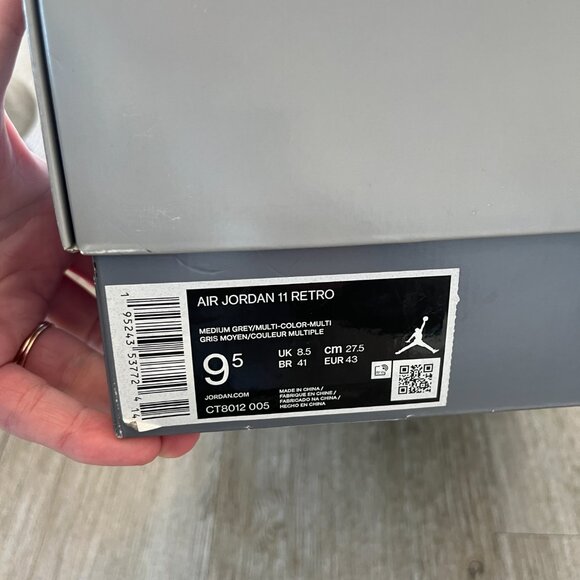 AIR JORDAN 11 RETRO
MEDIUM GREY/MULTI-COLOR-MULTI
GRIS MOYEN/COULEUR MULTIPLE
9⁵
UK 8.5 cm 27.5
BR 41 EUR 43
JORDAN.COM
CT8012 005
MADE IN CHINA /
FABRIQUE EN CHINE /
FABRICADO NA CHINA /
HECHO EN CHINA
1 95243 53772 4